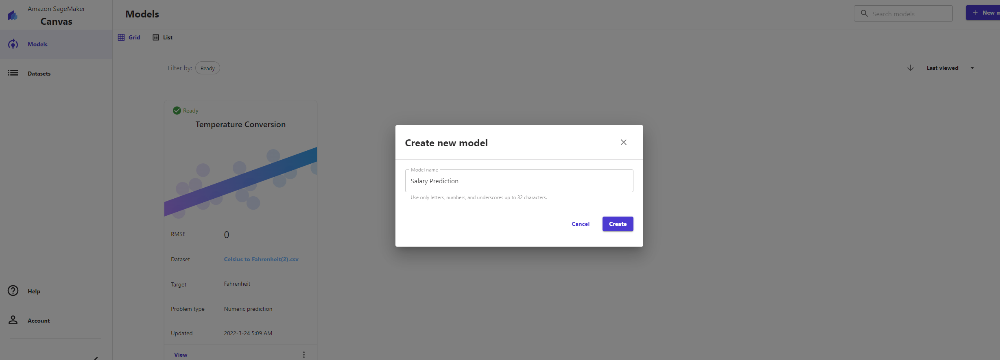 Amazon SageMaker
Canvas
Models
Datasets
Help
Account
Models
Search models
New m
Grid
List
Filter by:
Ready
Last viewed
Ready
Temperature Conversion
RMSE
0
Dataset
Celsius to Fahrenheit(2).csv
Target
Fahrenheit
Problem type
Numeric prediction
Updated
2022-3-24 5:09 AM
View
Create new model
Model name
Salary Prediction
Use only letters, numbers, and underscores up to 32 characters.
Cancel
Create